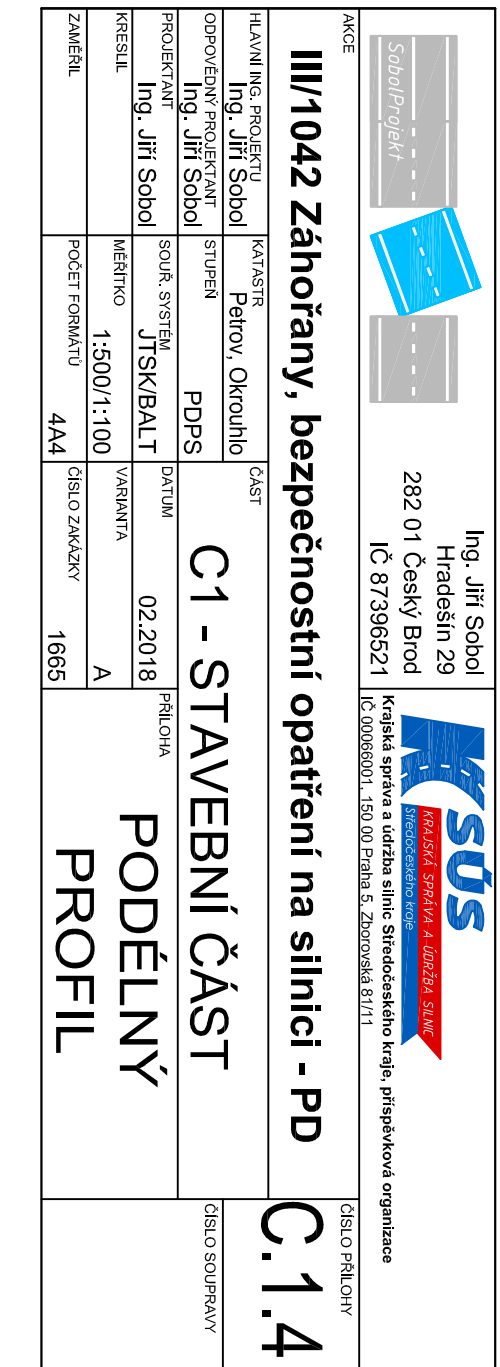 SobolProjekt
Ing. Jiří Sobol
Hradešín 29
282 01 Český Brod
IČ 87396521
SÚS
KRAJSKÁ SPRÁVA A ÚDRŽBA SILNIC
Středočeského kraje
Krajská správa a údržba silnic Středočeského kraje, příspěvková organizace
IČ 00066001, 150 00 Praha 5, Zborovská 81/11
AKCE
III/1042 Záhořany, bezpečnostní opatření na silnici - PD
ČÍSLO PŘÍLOHY
C.1.4
HLAVNÍ ING. PROJEKTU
Ing. Jiří Sobol
KATASTR
Petrov, Okrouhlo
ČÁST
C1 - STAVEBNÍ ČÁST
ODPOVĚDNÝ PROJEKTANT
Ing. Jiří Sobol
STUPEŇ
PDPS
ČÍSLO SOUPRAVY
PROJEKTANT
Ing. Jiří Sobol
SOUŘ. SYSTÉM
JTSK/BALT
DATUM
02.2018
PŘÍLOHA
PODÉLNÝ
PROFIL
KRESLIL
MĚŘÍTKO
1:500/1:100
VARIANTA
A
ZAMĚŘIL
POČET FORMÁTŮ
4A4
ČÍSLO ZAKÁZKY
1665